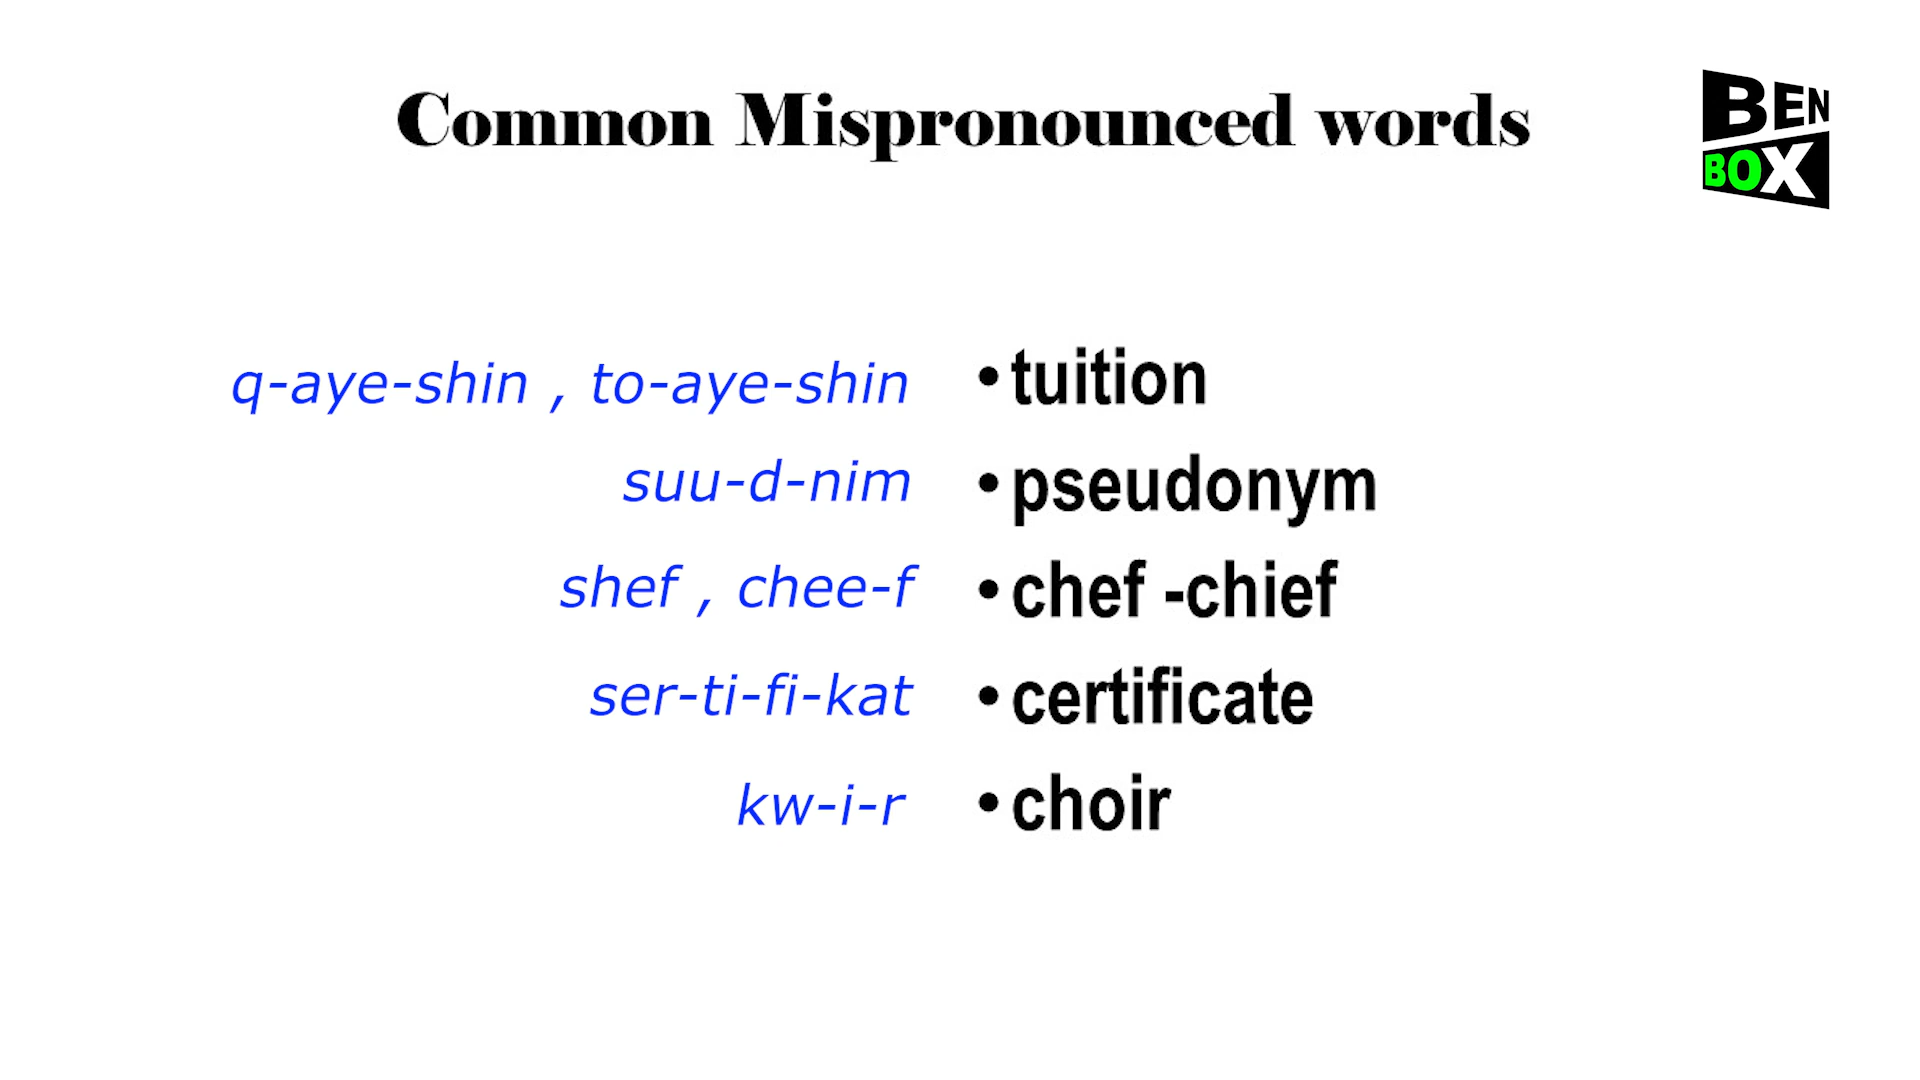 Common Mispronounced words
BEN
BOX
q-aye-shin , to-aye-shin •tuition
suu-d-nim •pseudonym
shef , chee-f •chef -chief
ser-ti-fi-kat •certificate
kw-i-r •choir